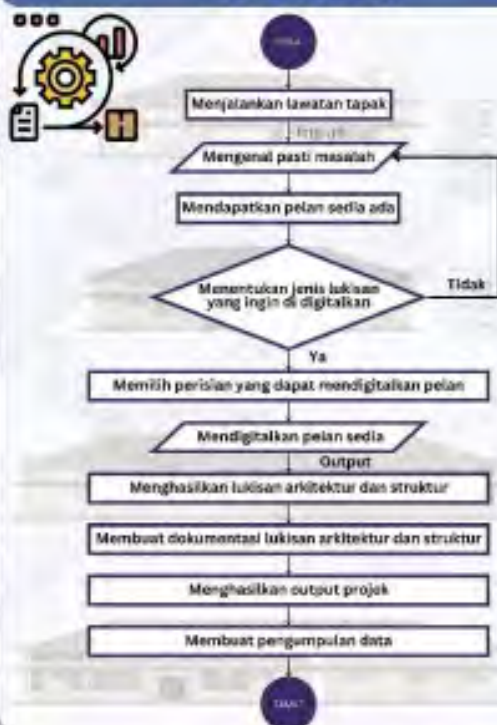 Menjalankan lawatan tapak
Mengenal pasti masalah
Mendapatkan pelan sedia ada
Menentukan jenis lukisan
yang ingin di digitalkan
Tidak
Ya
Memilih perisian yang dapat mendigitalkan pelan
Mendigitalkan pelan sedia
Output
Menghasilkan lukisan arkitektur dan struktur
Membuat dokumentasi lukisan arkitektur dan struktur
Menghasilkan output projek
Membuat pengumpulan data